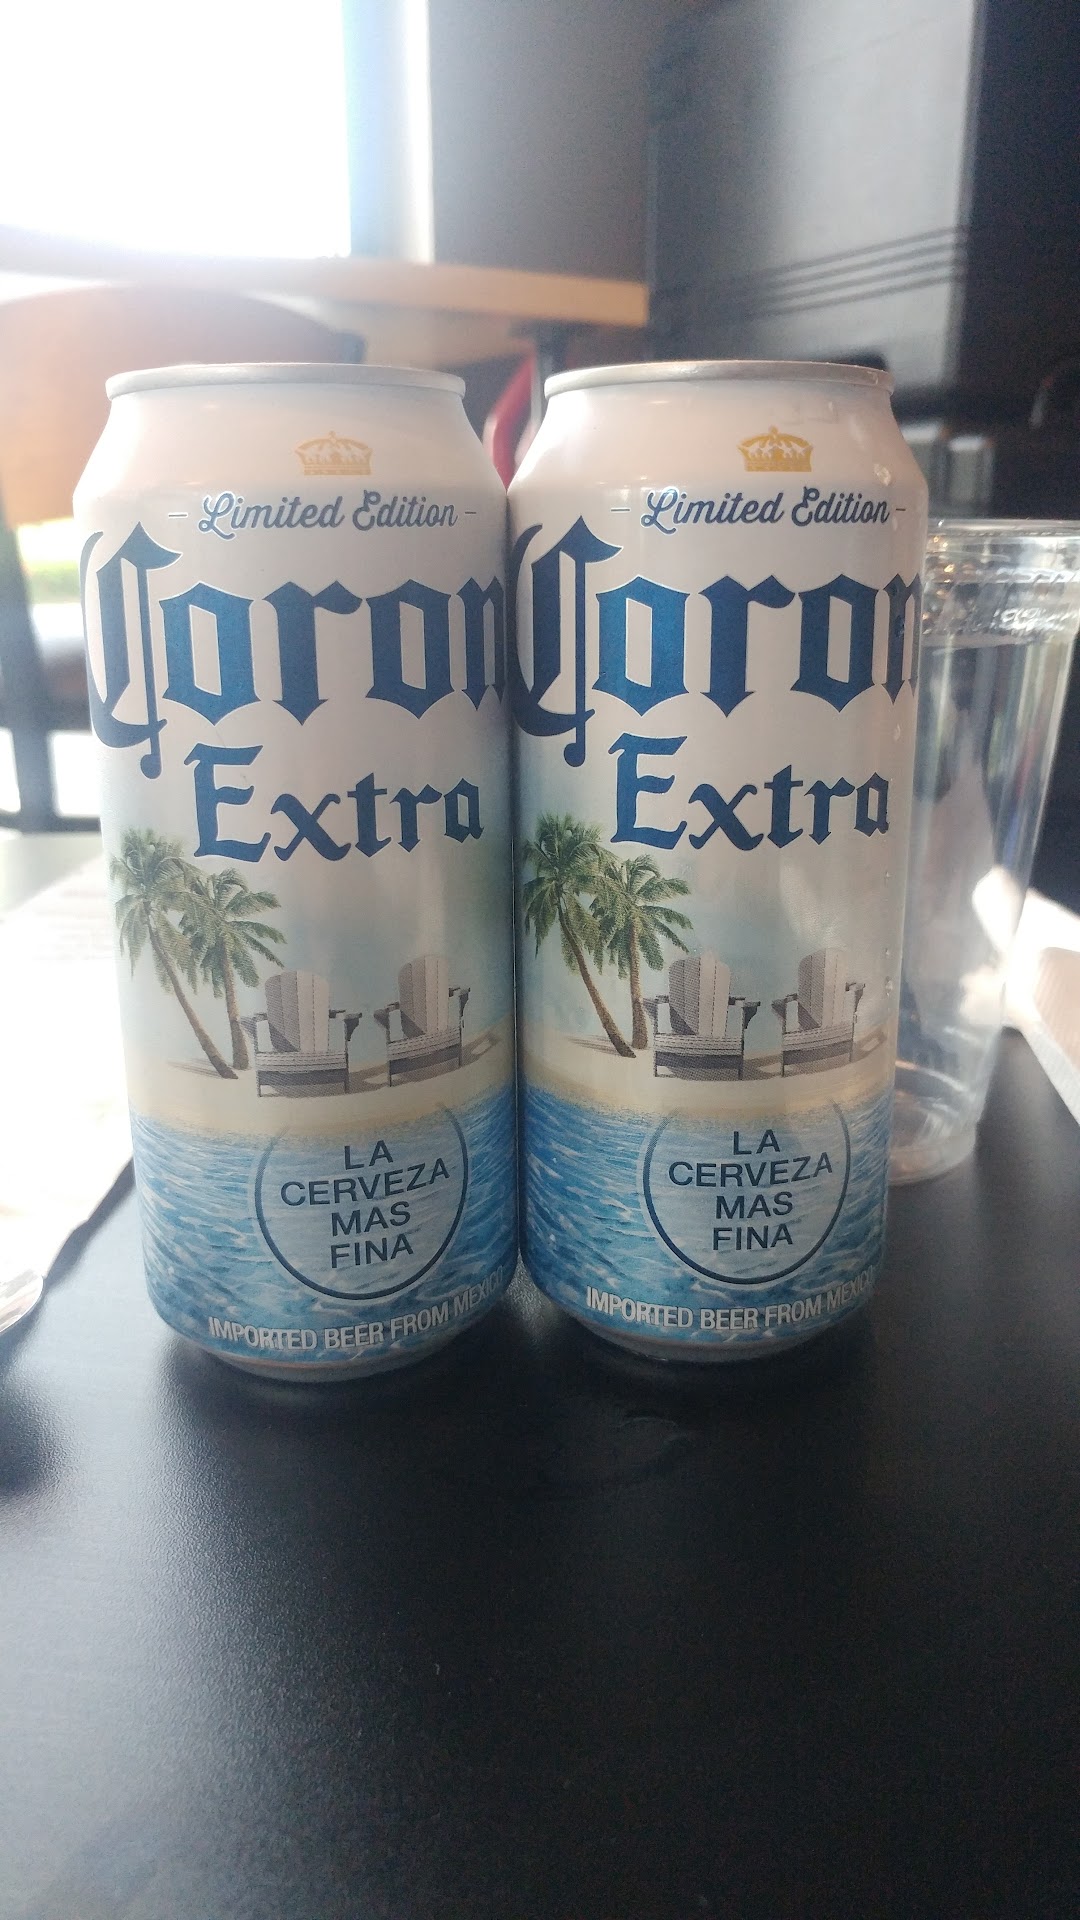 Limited Edition
Coron
Extra
LA
CERVEZA
MAS
FINA
IMPORTED BEER FROM MEXICO
Limited Edition
Coron
Extra
LA
CERVEZA
MAS
FINA
IMPORTED BEER FROM MEXICO